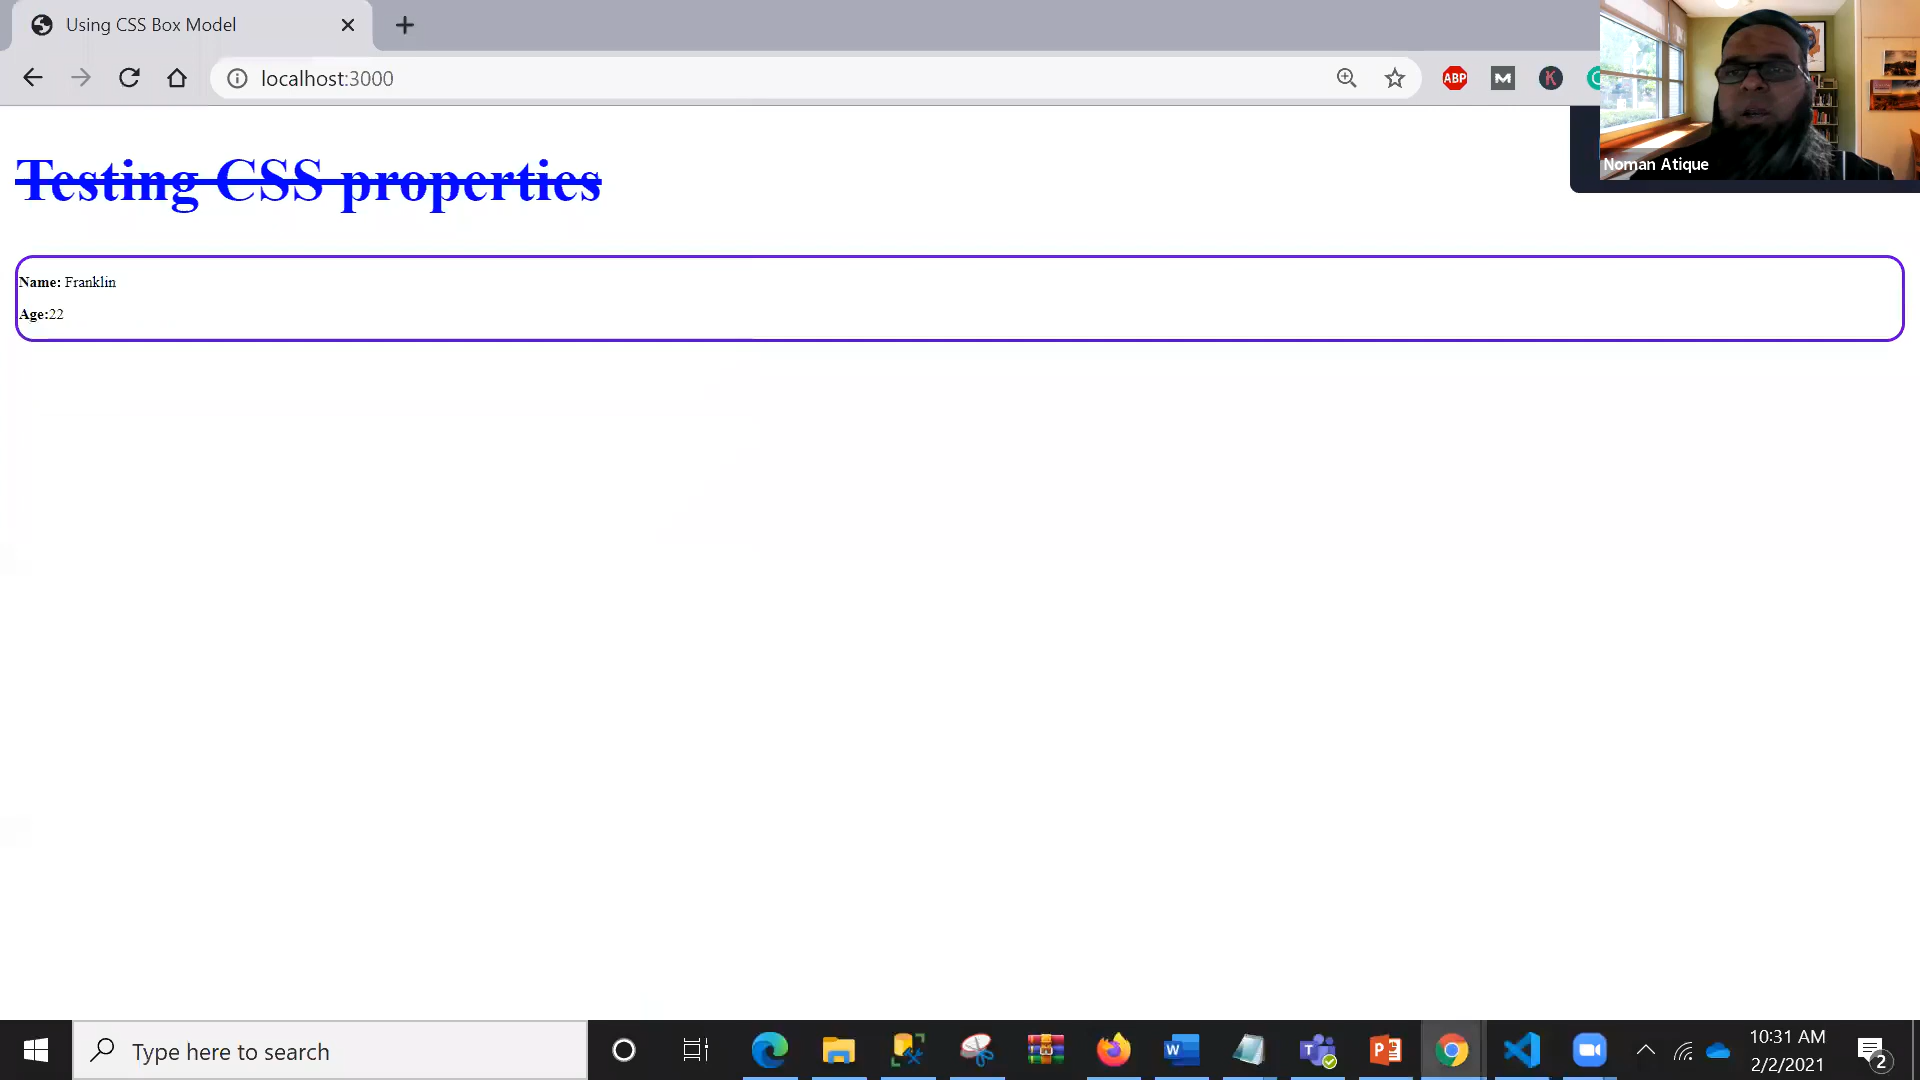 Using CSS Box Model
localhost:3000
ABP
M
K
Noman Atique
Testing CSS properties
Name: Franklin
Age:22
Type here to search
W
T
P
10:31 AM
2/2/2021
2